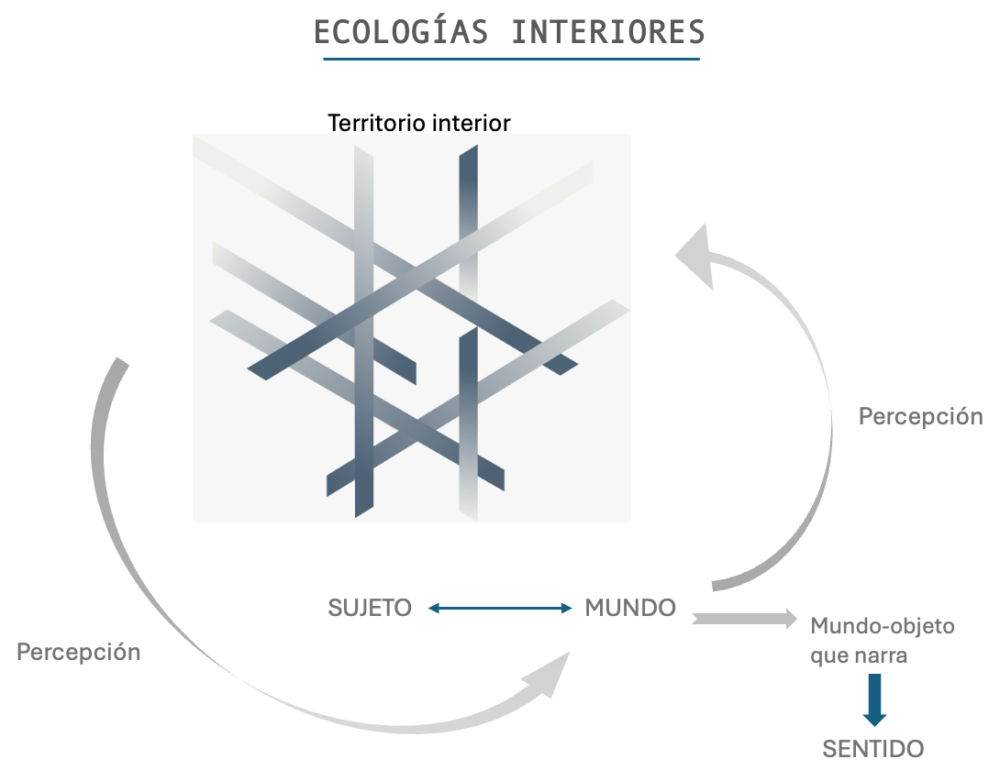 ECOLOGÍAS INTERIORES
Territorio interior
Percepción
SUJETO
MUNDO
Mundo-objeto
que narra
Percepción
SENTIDO